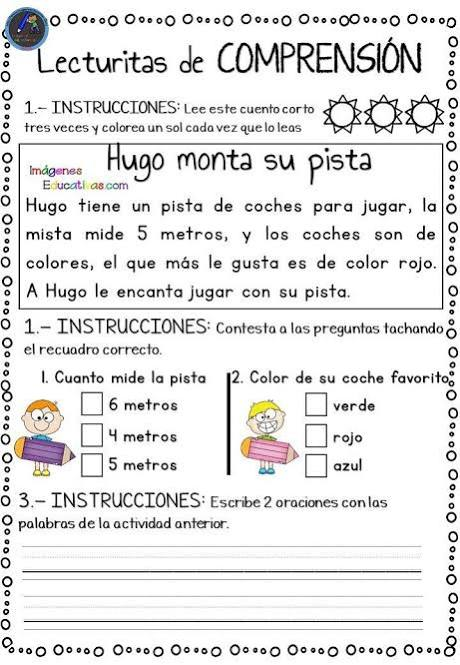 Lecturitas de COMPRENSIÓN
1.- INSTRUCCIONES: Lee este cuento corto
tres veces y colorea un sol cada vez que lo leas
Hugo monta su pista
Imágenes
Educativas.com
Hugo tiene un pista de coches para jugar, la
mista mide 5 metros, y los coches son de
colores, el que más le gusta es de color rojo.
A Hugo le encanta jugar con su pista.
1.- INSTRUCCIONES: Contesta a las preguntas tachando
el recuadro correcto.
1. Cuanto mide la pista
6 metros
4 metros
5 metros
2. Color de su coche favorito
verde
rojo
azul
3.- INSTRUCCIONES: Escribe 2 oraciones con las
palabras de la actividad anterior.